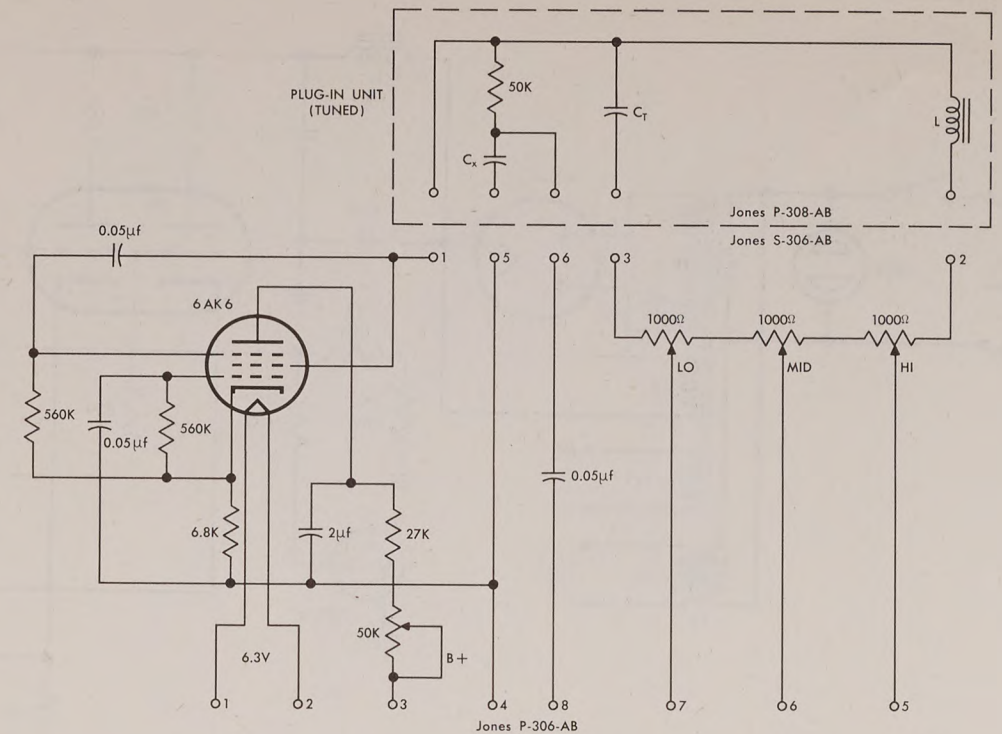 PLUG-IN UNIT
(TUNED)
50K
Cx
CT
L
Jones P-308-AB
Jones S-306-AB
0.05µf
1
5
6
3
2
6AK6
1000Ω
1000Ω
1000Ω
LO
MID
HI
560K
0.05µf
560K
0.05µf
6.8K
2µf
27K
50K
B+
6.3V
1
2
3
4
8
7
6
5
Jones P-306-AB